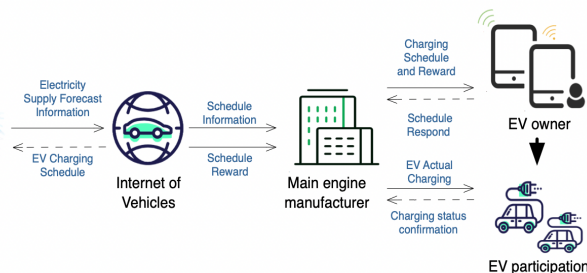 Electricity
Supply Forecast
Information
EV Charging
Schedule
Internet of
Vehicles
Schedule
Information
Schedule
Reward
Main engine
manufacturer
Charging
Schedule
and Reward
Schedule
Respond
EV Actual
Charging
Charging status
confirmation
EV owner
EV participation